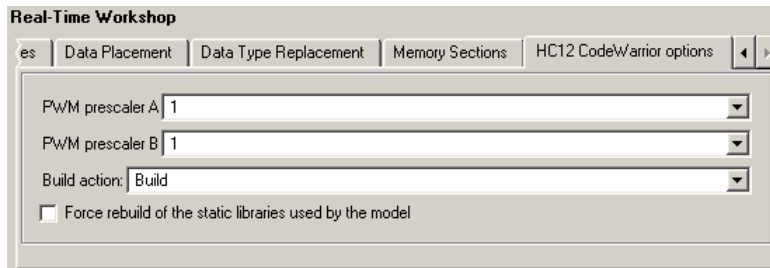 Real-Time Workshop
es Data Placement Data Type Replacement Memory Sections HC12 CodeWarrior options
PWM prescaler A 1
PWM prescaler B 1
Build action: Build
Force rebuild of the static libraries used by the model